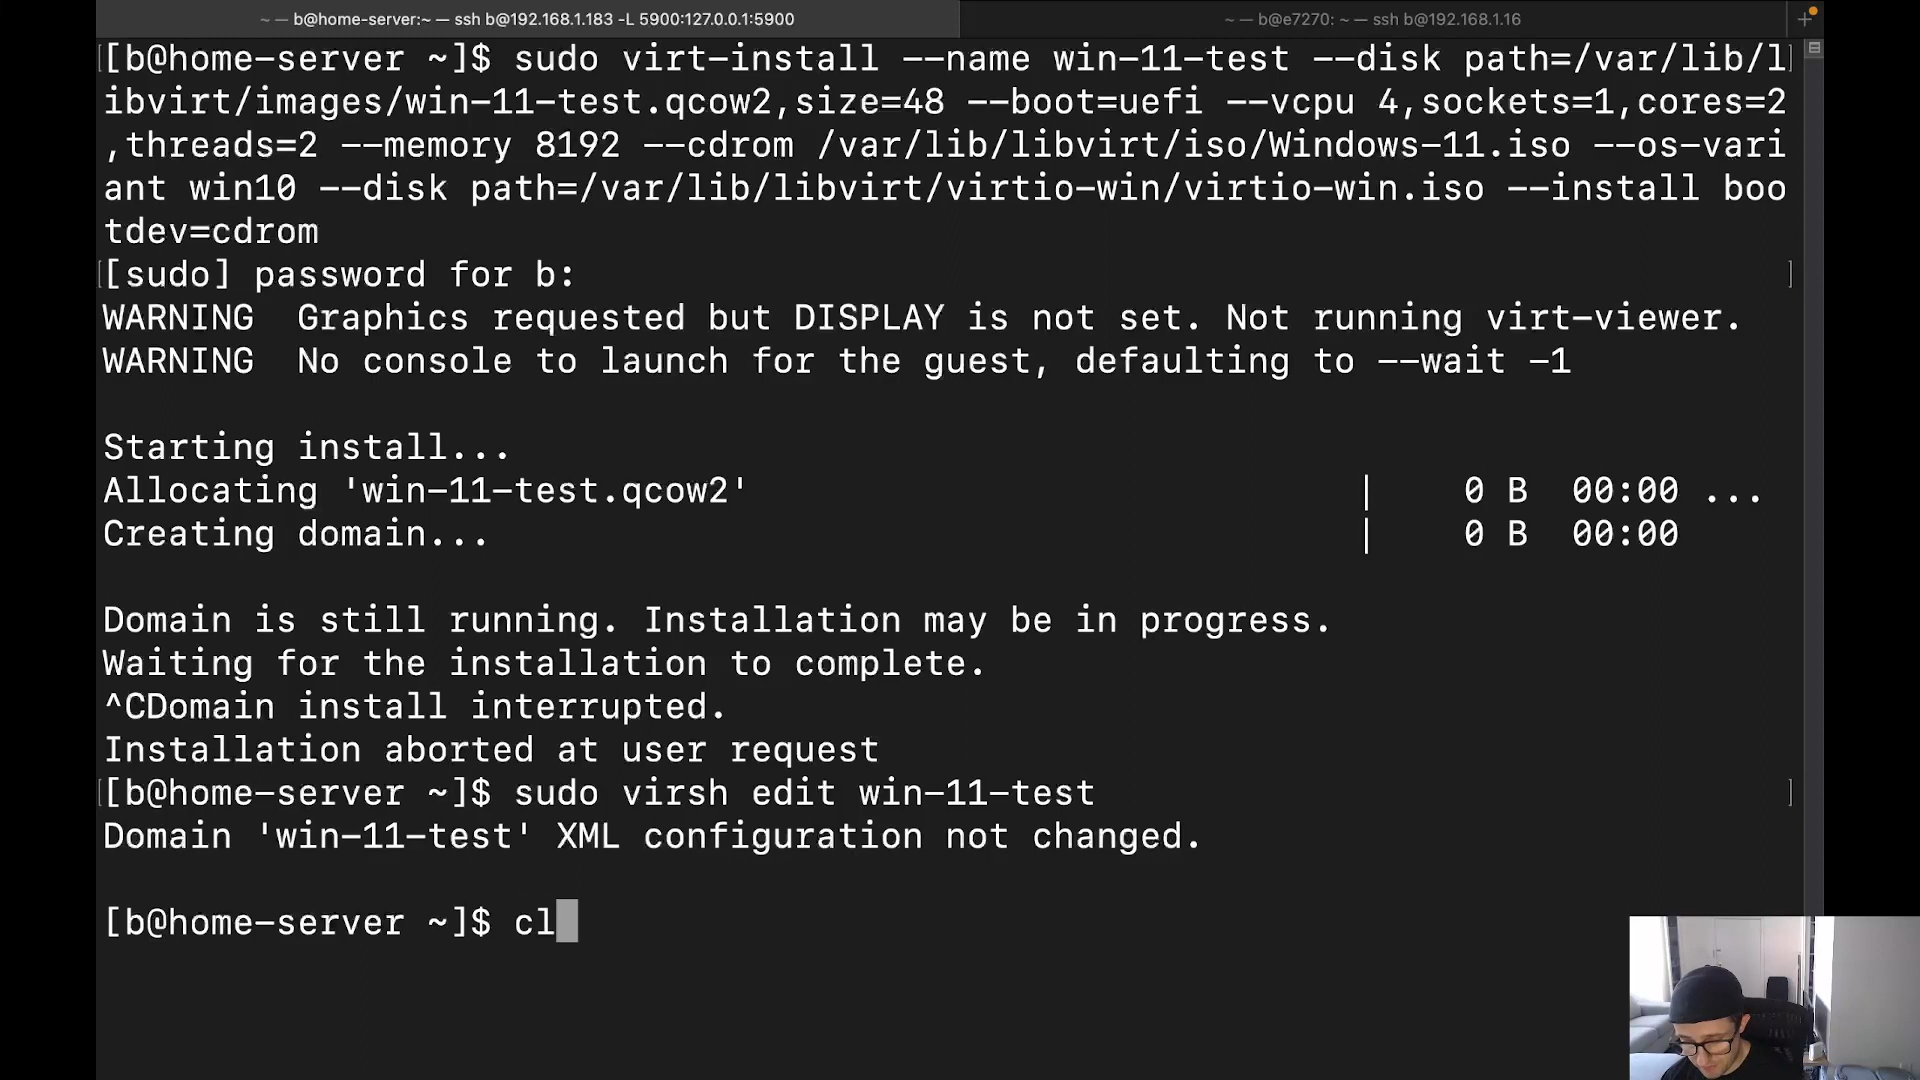 ~ — b@home-server:~ — ssh b@192.168.1.183 -L 5900:127.0.0.1:5900
~ — b@e7270: ~ — ssh b@192.168.1.16
[b@home-server ~]$ sudo virt-install --name win-11-test --disk path=/var/lib/l
ibvirt/images/win-11-test.qcow2,size=48 --boot=uefi --vcpu 4,sockets=1,cores=2
,threads=2 --memory 8192 --cdrom /var/lib/libvirt/iso/Windows-11.iso --os-vari
ant win10 --disk path=/var/lib/libvirt/virtio-win/virtio-win.iso --install boo
tdev=cdrom
[sudo] password for b:
WARNING  Graphics requested but DISPLAY is not set. Not running virt-viewer.
WARNING  No console to launch for the guest, defaulting to --wait -1
Starting install...
Allocating 'win-11-test.qcow2' | 0 B 00:00 ...
Creating domain... | 0 B 00:00
Domain is still running. Installation may be in progress.
Waiting for the installation to complete.
^CDomain install interrupted.
Installation aborted at user request
[b@home-server ~]$ sudo virsh edit win-11-test
Domain 'win-11-test' XML configuration not changed.
[b@home-server ~]$ cl